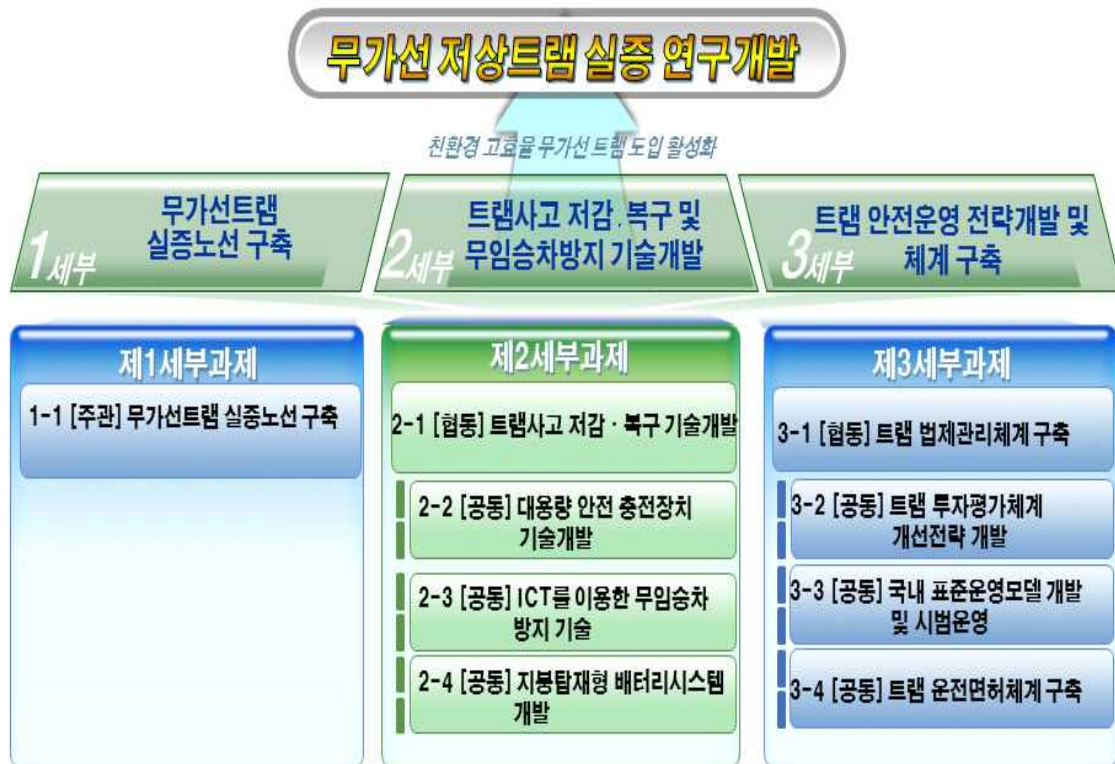 무가선 저상트램 실증 연구개발
친환경 고효율 무가선 트램 도입 활성화
1세부
무가선트램
실증노선 구축
2세부
트램사고 저감·복구 및
무임승차방지 기술개발
3세부
트램 안전운영 전략개발 및
체계 구축
제1세부과제
1-1 [주관] 무가선트램 실증노선 구축
제2세부과제
2-1 [협동] 트램사고 저감·복구 기술개발
2-2 [공동] 대용량 안전 충전장치
기술개발
2-3 [공동] ICT를 이용한 무임승차
방지 기술
2-4 [공동] 지붕탑재형 배터리시스템
개발
제3세부과제
3-1 [협동] 트램 법제관리체계 구축
3-2 [공동] 트램 투자평가체계
개선전략 개발
3-3 [공동] 국내 표준운영모델 개발
및 시범운영
3-4 [공동] 트램 운전면허체계 구축